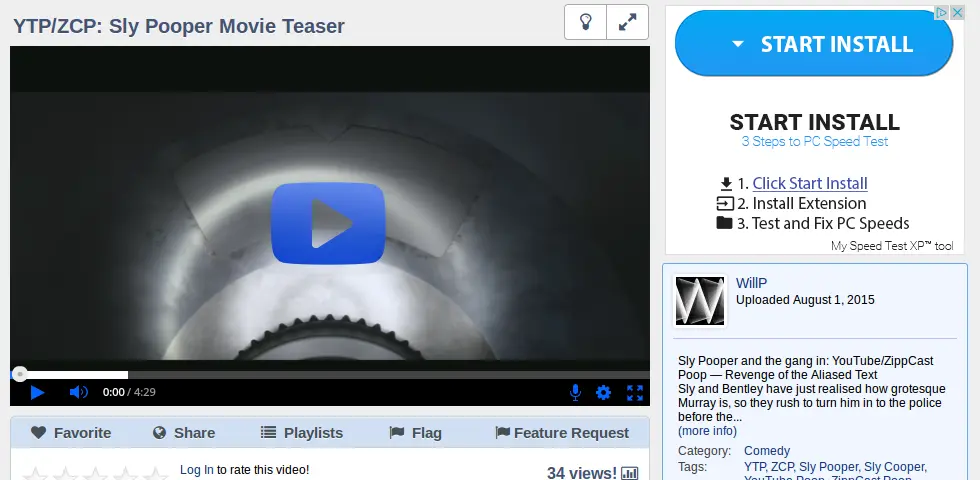 YTP/ZCP: Sly Pooper Movie Teaser
0:00 / 4:29
Favorite
Share
Playlists
Flag
Feature Request
Log In to rate this video!
34 views!
START INSTALL
START INSTALL
3 Steps to PC Speed Test
1. Click Start Install
2. Install Extension
3. Test and Fix PC Speeds
My Speed Test XP™ tool
W
WillP
Uploaded August 1, 2015
Sly Pooper and the gang in: YouTube/ZippCast
Poop — Revenge of the Aliased Text
Sly and Bentley have just realised how grotesque
Murray is, so they rush to turn him in to the police
before the...
(more info)
Category: Comedy
Tags: YTP, ZCP, Sly Pooper, Sly Cooper,
YouTube Poop, ZippCast Poop